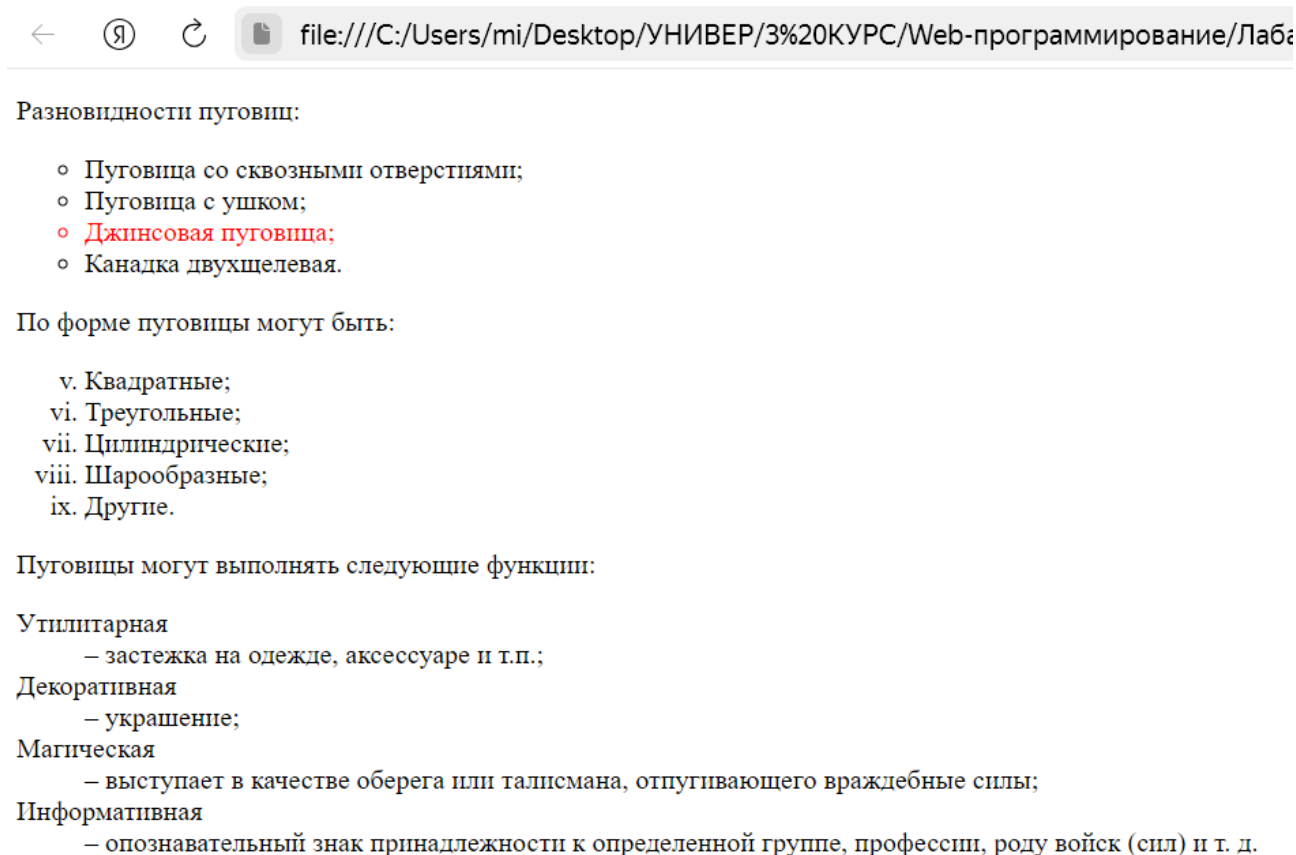 Я file:///C:/Users/mi/Desktop/УНИВЕР/3%20КУРС/Web-программирование/Лаба
Разновидности пуговиц:
Пуговица со сквозными отверстиями;
Пуговица с ушком;
Джинсовая пуговица;
Канадка двухщелевая.
По форме пуговицы могут быть:
v. Квадратные;
vi. Треугольные;
vii. Цилиндрические;
viii. Шарообразные;
ix. Другие.
Пуговицы могут выполнять следующие функции:
Утилитарная
– застежка на одежде, аксессуаре и т.п.;
Декоративная
– украшение;
Магическая
– выступает в качестве оберега или талисмана, отпугивающего враждебные силы;
Информативная
– опознавательный знак принадлежности к определенной группе, профессии, роду войск (сил) и т. д.